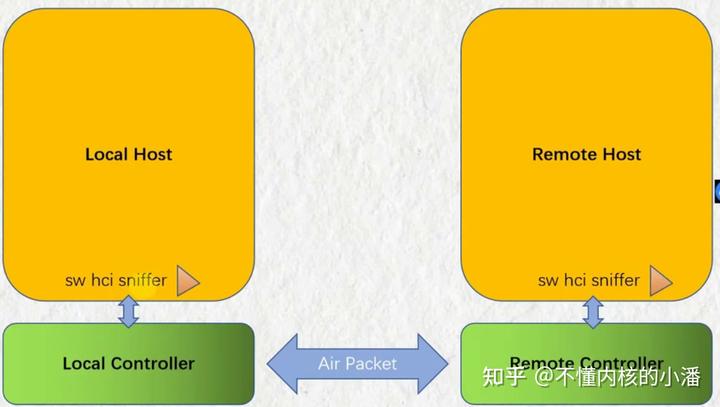 Local Host
Remote Host
sw hci sniffer
sw hci sniffer
Local Controller
Air Packet
Remote Controller
知乎 @不懂内核的小潘